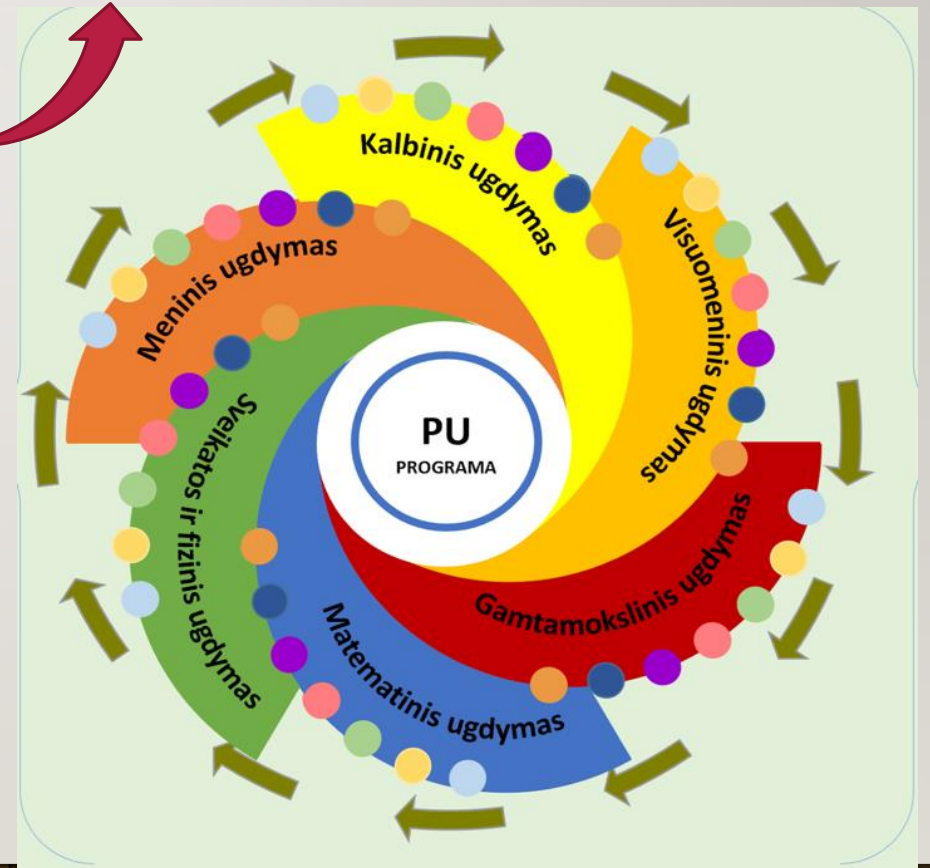 Kalbinis ugdymas
Visuomeninis ugdymas
Gamtamokslinis ugdymas
Matematinis ugdymas
Sveikatos ir fizinis ugdymas
Meninis ugdymas
PU
PROGRAMA